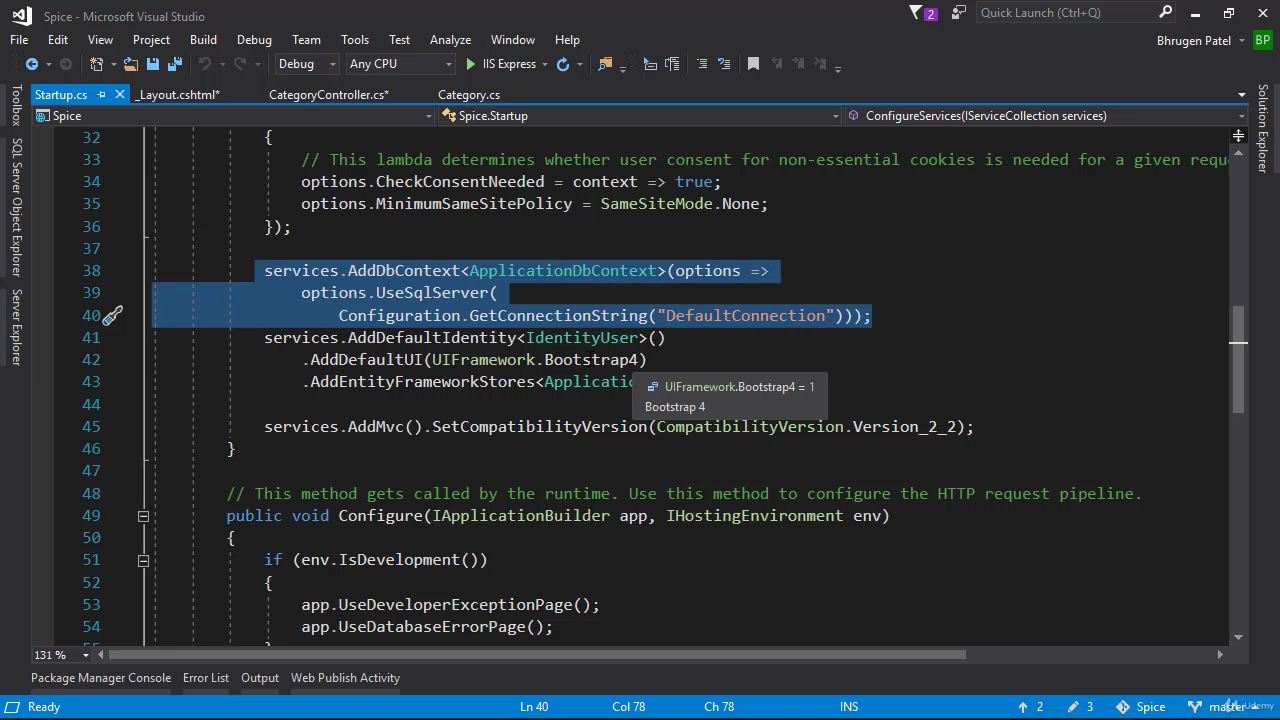 Spice - Microsoft Visual Studio
2
Quick Launch (Ctrl+Q)
File Edit View Project Build Debug Team Tools Test Analyze Window Help
Bhrugen Patel BP
Debug Any CPU IIS Express
Startup.cs _Layout.cshtml* CategoryController.cs* Category.cs
Spice Spice.Startup ConfigureServices(IServiceCollection services)
Toolbox
SQL Server Object Explorer
Server Explorer
Solution Explorer
32 {
33 // This lambda determines whether user consent for non-essential cookies is needed for a given requ
34 options.CheckConsentNeeded = context => true;
35 options.MinimumSameSitePolicy = SameSiteMode.None;
36 });
37
38 services.AddDbContext<ApplicationDbContext>(options =>
39 options.UseSqlServer(
40 Configuration.GetConnectionString("DefaultConnection")));
41 services.AddDefaultIdentity<IdentityUser>()
42 .AddDefaultUI(UIFramework.Bootstrap4)
43 .AddEntityFrameworkStores<Applicatio
UIFramework.Bootstrap4 = 1
Bootstrap 4
44
45 services.AddMvc().SetCompatibilityVersion(CompatibilityVersion.Version_2_2);
46 }
47
48 // This method gets called by the runtime. Use this method to configure the HTTP request pipeline.
49 public void Configure(IApplicationBuilder app, IHostingEnvironment env)
50 {
51 if (env.IsDevelopment())
52 {
53 app.UseDeveloperExceptionPage();
54 app.UseDatabaseErrorPage();
55 }
131 %
Package Manager Console Error List Output Web Publish Activity
Ready Ln 40 Col 78 Ch 78 INS 2 3 Spice master
Udemy